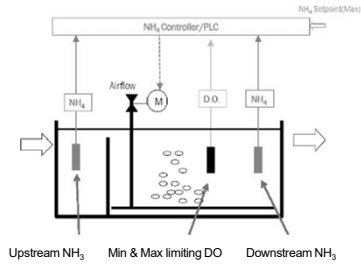 NH₄ Setpoint(Max)
NH₄ Controller/PLC
Airflow
NH₄
M
D.O.
NH₄
Upstream NH₃
Min & Max limiting DO
Downstream NH₃